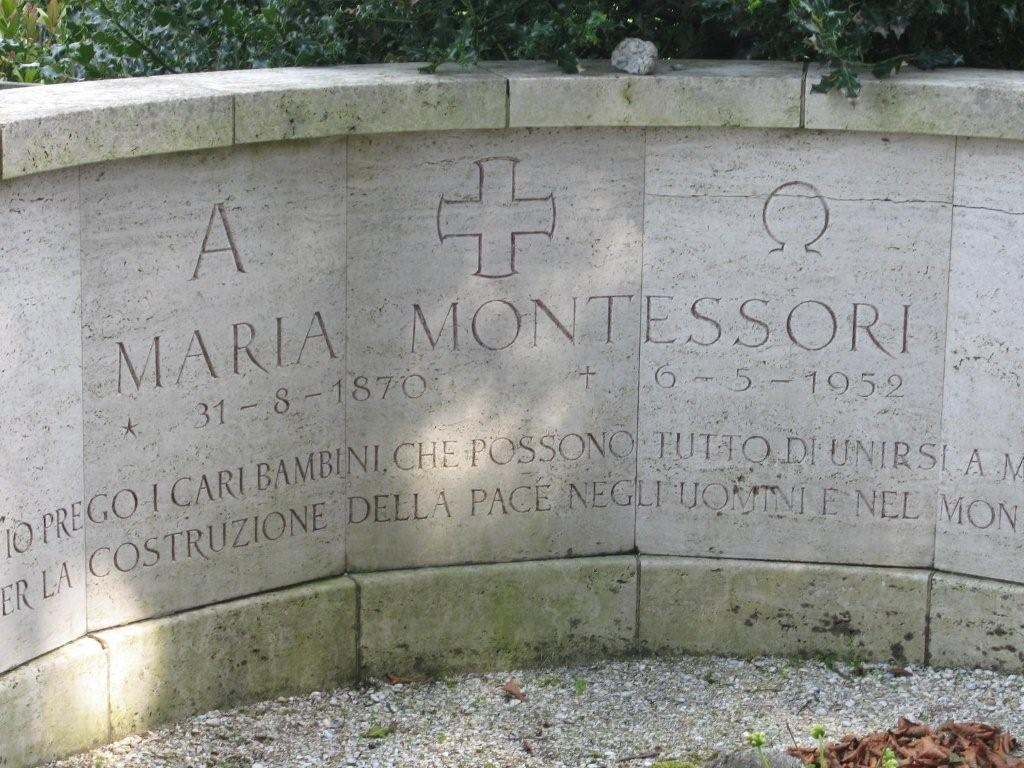 A Ω
MARIA MONTESSORI
* 31-8-1870 † 6-5-1952
IO PREGO I CARI BAMBINI, CHE POSSONO TUTTO DI UNIRSI A M
ER LA COSTRUZIONE DELLA PACE NEGLI UOMINI E NEL MON